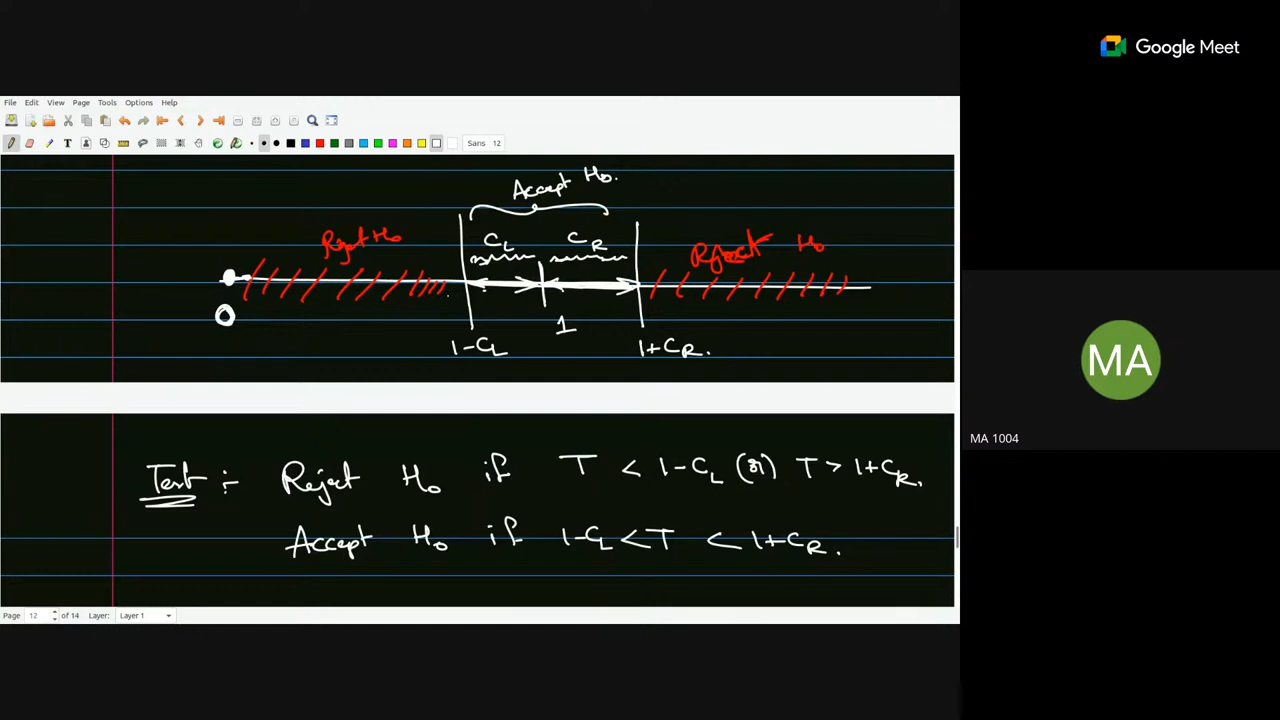 Google Meet
File Edit View Page Tools Options Help
Sans 12
Accept H₀.
Reject H₀
C_L
C_R
Reject H₀
0
1-C_L
1
1+C_R.
Test :- Reject H₀ if T < 1-C_L (or) T > 1+C_R.
Accept H₀ if 1-C_L < T < 1+C_R.
MA
MA 1004
Page 12 of 14 Layer: Layer 1